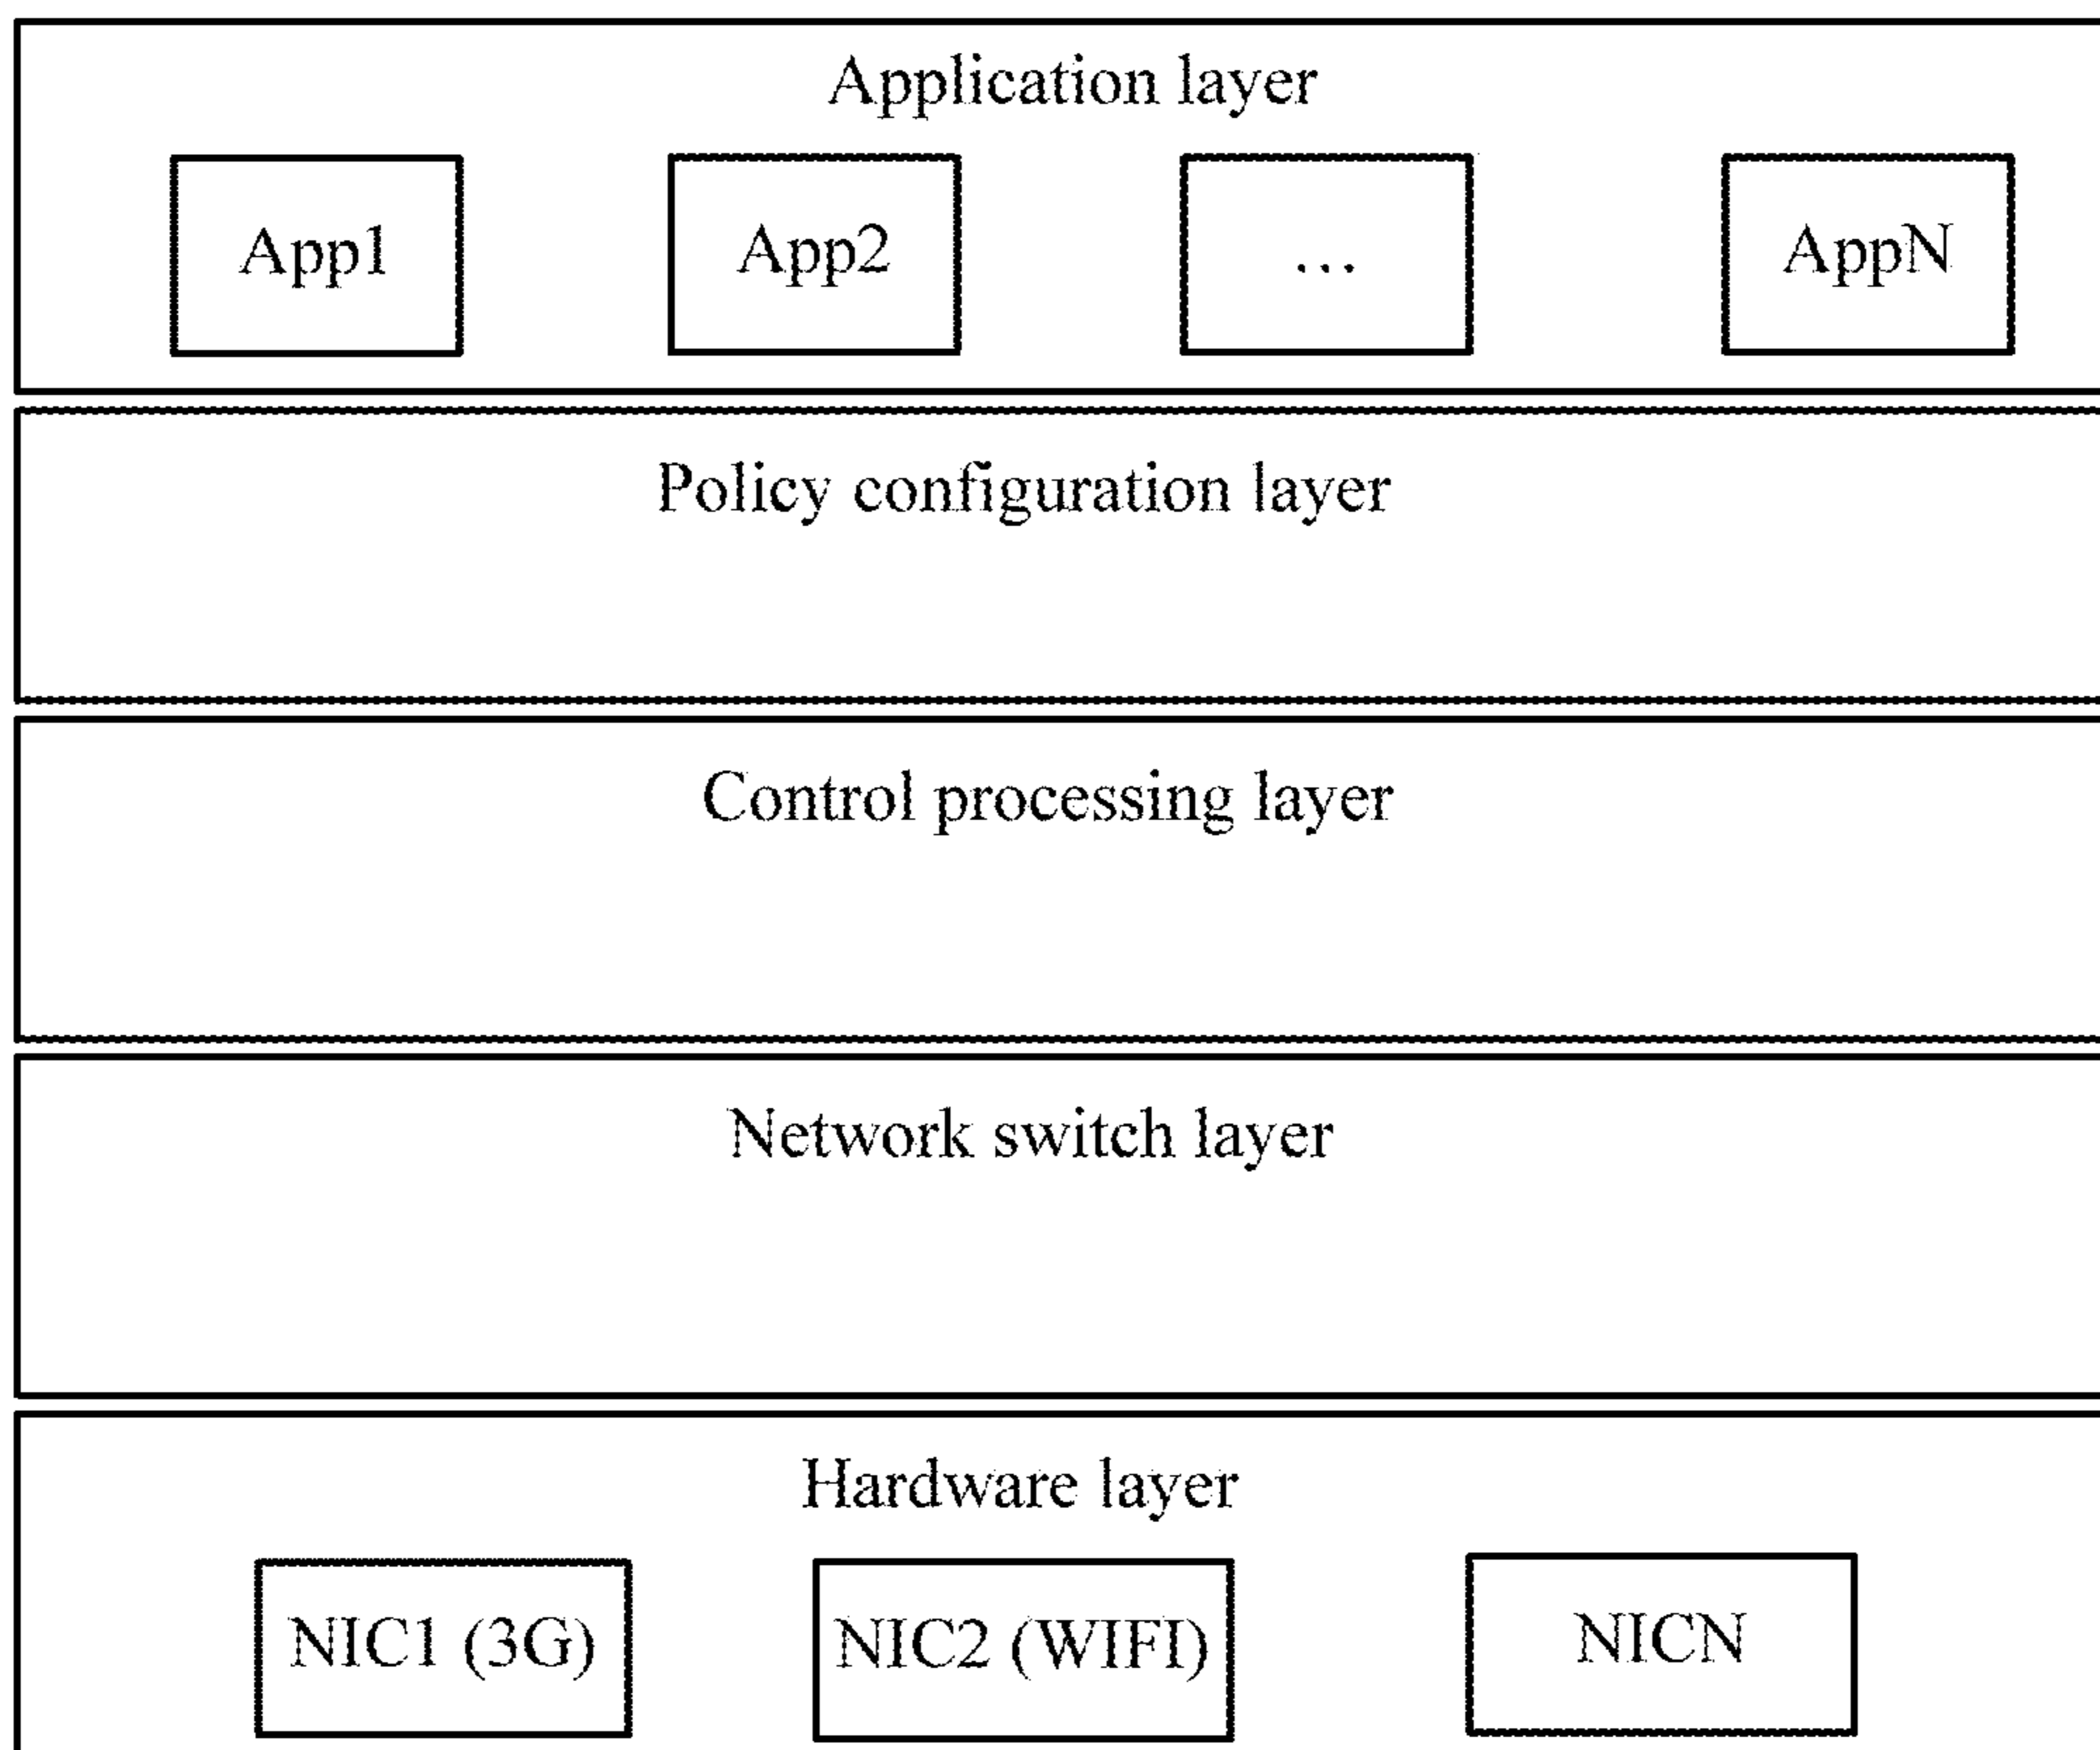 Application layer
App1 App2 ... AppN
Policy configuration layer
Control processing layer
Network switch layer
Hardware layer
NIC1 (3G) NIC2 (WIFI) NICN